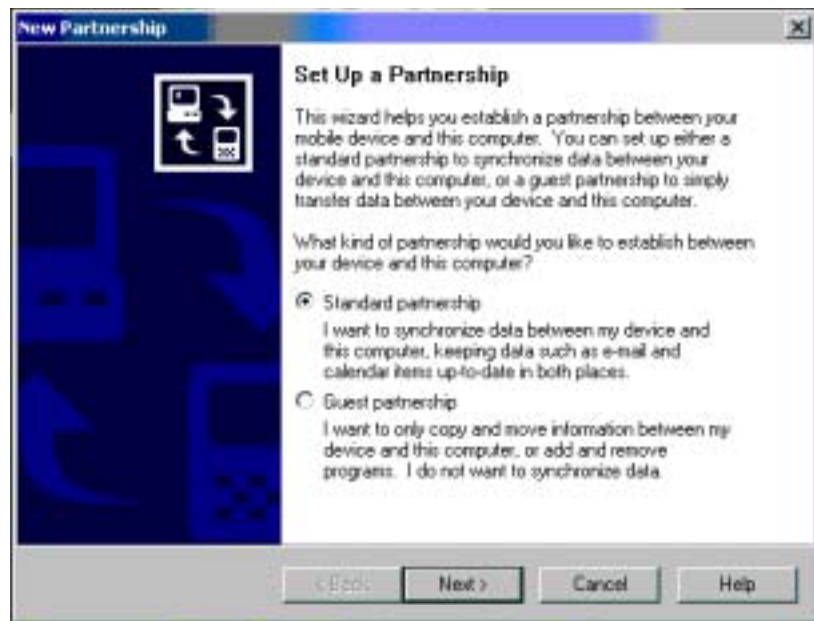 New Partnership
Set Up a Partnership
This wizard helps you establish a partnership between your
mobile device and this computer. You can set up either a
standard partnership to synchronize data between your
device and this computer, or a guest partnership to simply
transfer data between your device and this computer.
What kind of partnership would you like to establish between
your device and this computer?
Standard partnership
I want to synchronize data between my device and
this computer, keeping data such as e-mail and
calendar items up-to-date in both places.
Guest partnership
I want to only copy and move information between my
device and this computer, or add and remove
programs. I do not want to synchronize data.
< Back
Next >
Cancel
Help